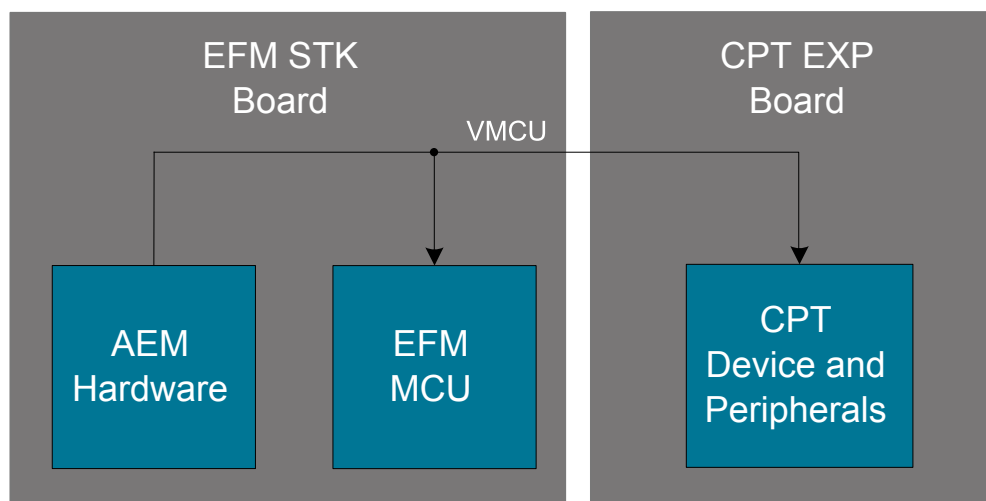 EFM STK
Board
CPT EXP
Board
VMCU
AEM
Hardware
EFM
MCU
CPT
Device and
Peripherals